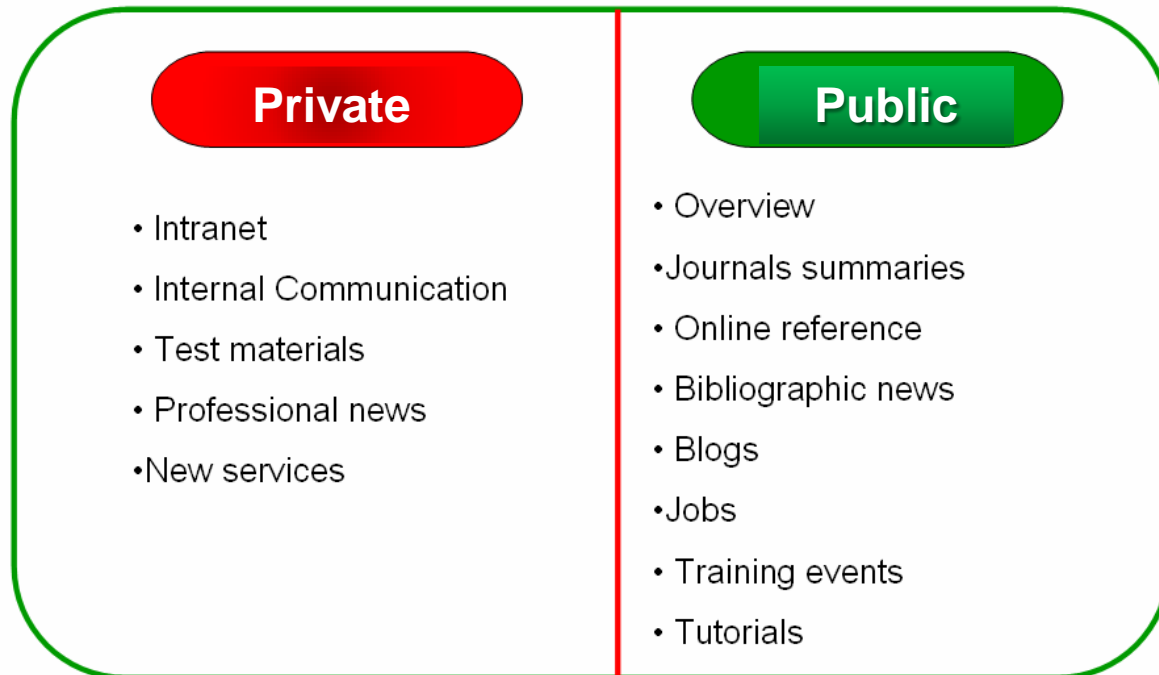 Private
• Intranet
• Internal Communication
• Test materials
• Professional news
•New services
Public
• Overview
•Journals summaries
• Online reference
• Bibliographic news
• Blogs
•Jobs
• Training events
• Tutorials